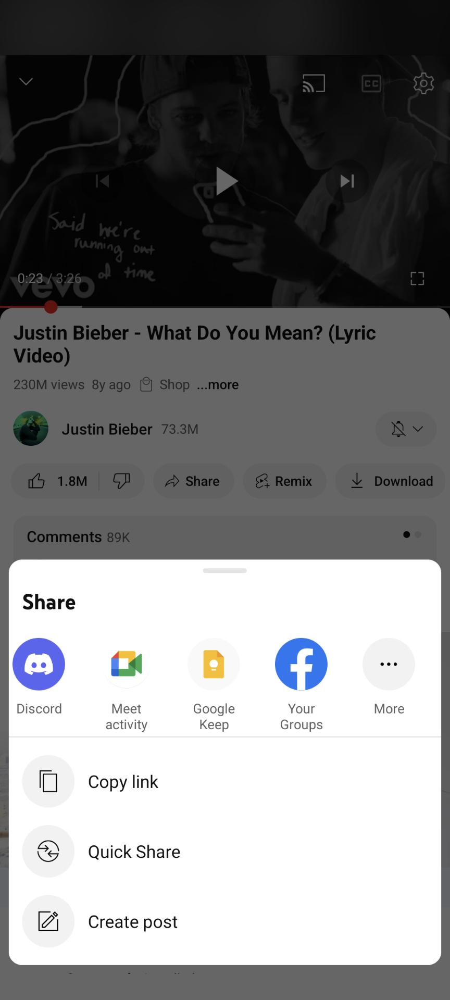 CC
Said we're
running out
of time
0:23 / 3:26
vevo
Justin Bieber - What Do You Mean? (Lyric
Video)
230M views 8y ago Shop ...more
Justin Bieber 73.3M
1.8M Share Remix Download
Comments 89K
Share
Discord Meet Google Your More
activity Keep Groups
Copy link
Quick Share
Create post